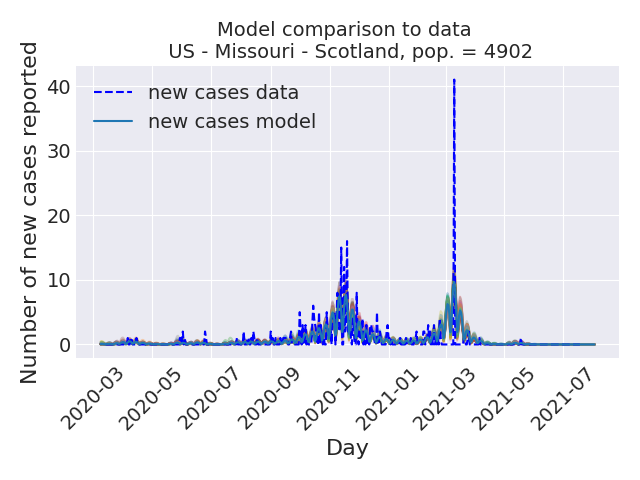 Model comparison to data
US - Missouri - Scotland, pop. = 4902
Number of new cases reported
40
30
20
10
0
new cases data
new cases model
2020-03
2020-05
2020-07
2020-09
2020-11
2021-01
2021-03
2021-05
2021-07
Day